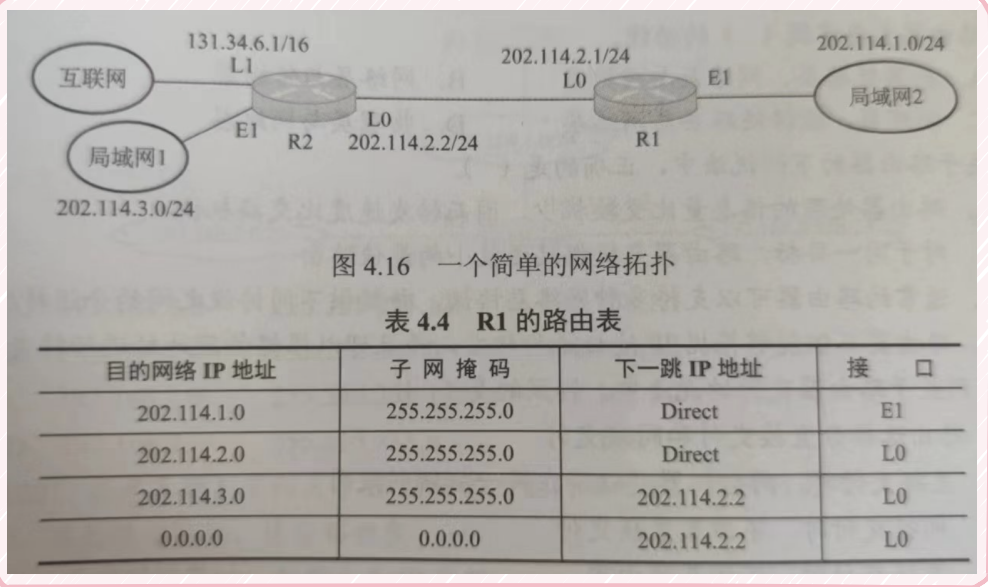 131.34.6.1/16
202.114.2.1/24
202.114.1.0/24
互联网
L1
L0
E1
局域网2
E1
R2
L0
202.114.2.2/24
R1
局域网1
202.114.3.0/24
图 4.16 一个简单的网络拓扑
表 4.4 R1 的路由表
目的网络 IP 地址 子 网 掩 码 下一跳 IP 地址 接 口
202.114.1.0 255.255.255.0 Direct E1
202.114.2.0 255.255.255.0 Direct L0
202.114.3.0 255.255.255.0 202.114.2.2 L0
0.0.0.0 0.0.0.0 202.114.2.2 L0